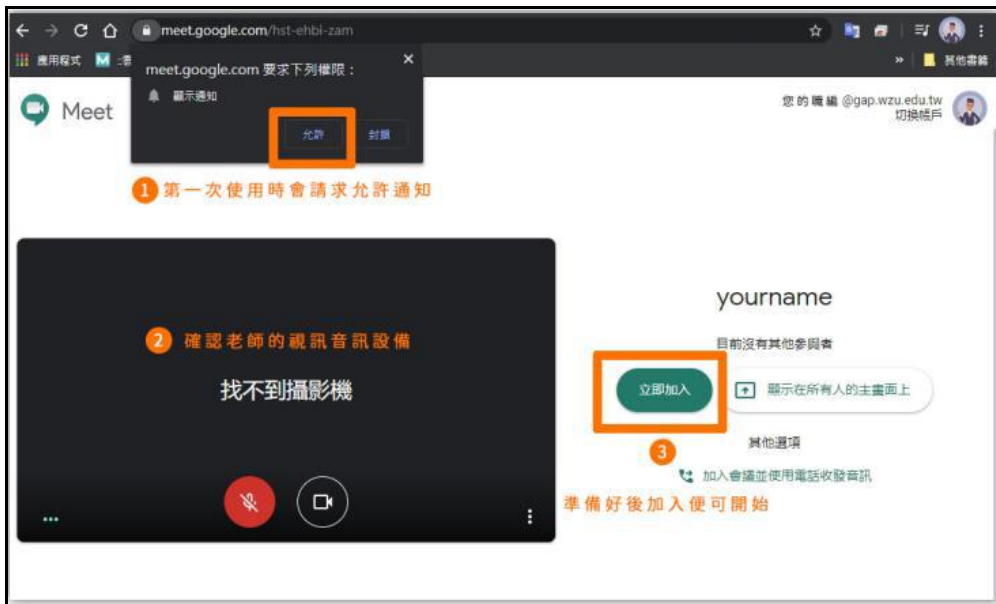 meet.google.com/hst-ehbi-zam
應用程式
其他書籤
meet.google.com 要求下列權限：
顯示通知
允許 封鎖
Meet
您的職編 @gap.wzu.edu.tw
切換帳戶
1 第一次使用時會請求允許通知
2 確認老師的視訊音訊設備
找不到攝影機
yourname
目前沒有其他參與者
立即加入 顯示在所有人的主畫面上
3
其他選項
加入會議並使用電話收發音訊
準備好後加入便可開始